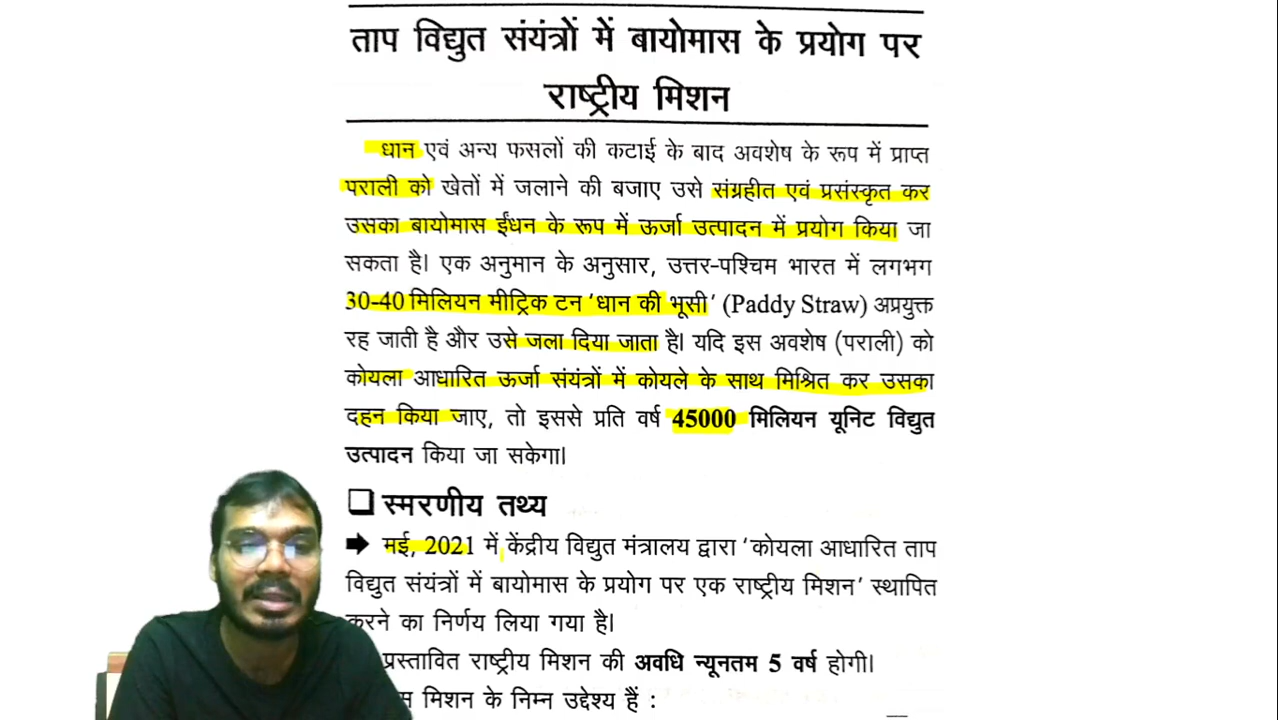 ताप विद्युत संयंत्रों में बायोमास के प्रयोग पर
राष्ट्रीय मिशन
धान एवं अन्य फसलों की कटाई के बाद अवशेष के रूप में प्राप्त
पराली को खेतों में जलाने की बजाए उसे संग्रहीत एवं प्रसंस्कृत कर
उसका बायोमास ईंधन के रूप में ऊर्जा उत्पादन में प्रयोग किया जा
सकता है। एक अनुमान के अनुसार, उत्तर-पश्चिम भारत में लगभग
30-40 मिलियन मीट्रिक टन ‘धान की भूसी’ (Paddy Straw) अप्रयुक्त
रह जाती है और उसे जला दिया जाता है। यदि इस अवशेष (पराली) को
कोयला आधारित ऊर्जा संयंत्रों में कोयले के साथ मिश्रित कर उसका
दहन किया जाए, तो इससे प्रति वर्ष 45000 मिलियन यूनिट विद्युत
उत्पादन किया जा सकेगा।
❑ स्मरणीय तथ्य
➡ मई, 2021 में केंद्रीय विद्युत मंत्रालय द्वारा ‘कोयला आधारित ताप
विद्युत संयंत्रों में बायोमास के प्रयोग पर एक राष्ट्रीय मिशन’ स्थापित
करने का निर्णय लिया गया है।
प्रस्तावित राष्ट्रीय मिशन की अवधि न्यूनतम 5 वर्ष होगी।
मिशन के निम्न उद्देश्य हैं :